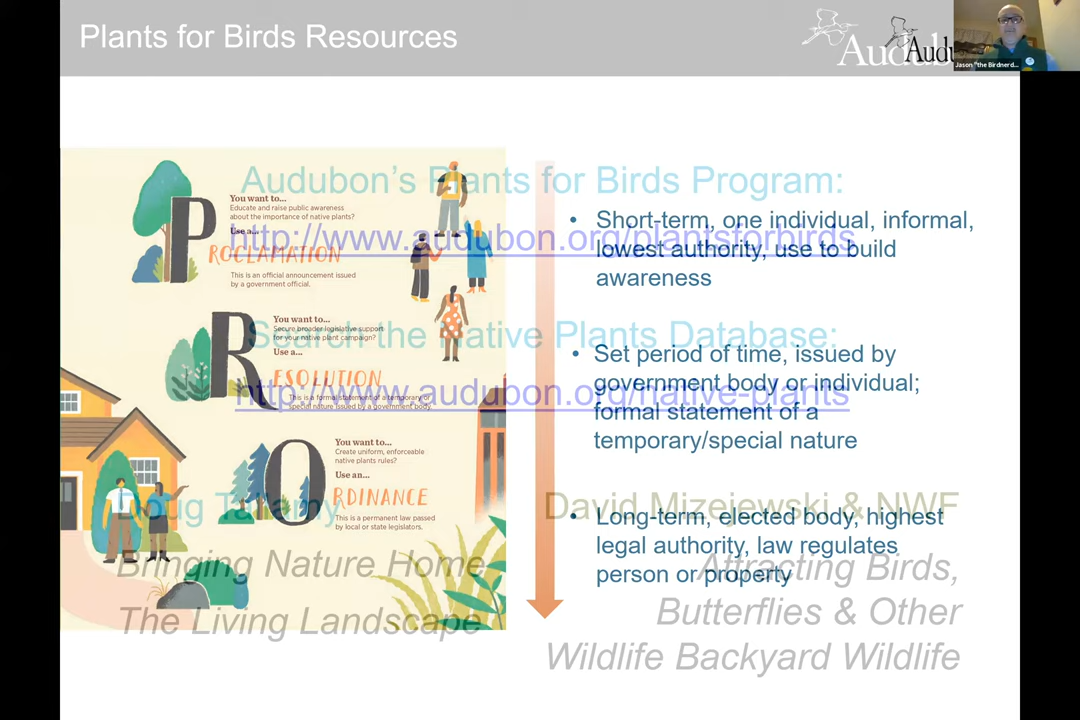 Plants for Birds Resources
Audubon
Audu
Jason "the Birdnerd...
Audubon's Plants for Birds Program:
http://www.audubon.org/plantsforbirds
Search the Native Plants Database:
http://www.audubon.org/native-plants
Doug Tallamy
Bringing Nature Home
The Living Landscape
David Mizejewski & NWF
Attracting Birds,
Butterflies & Other
Wildlife Backyard Wildlife
You want to...
Educate and raise public awareness
about the importance of native plants?
Use a...
PROCLAMATION
This is an official announcement issued
by a government official.
You want to...
Secure broader legislative support
for your native plant campaign?
Use a...
RESOLUTION
This is a formal statement of a temporary or
special nature issued by a government body.
You want to...
Create uniform, enforceable
native plants rules?
Use an...
ORDINANCE
This is a permanent law passed
by local or state legislators.
• Short-term, one individual, informal,
lowest authority, use to build
awareness
• Set period of time, issued by
government body or individual;
formal statement of a
temporary/special nature
• Long-term, elected body, highest
legal authority, law regulates
person or property